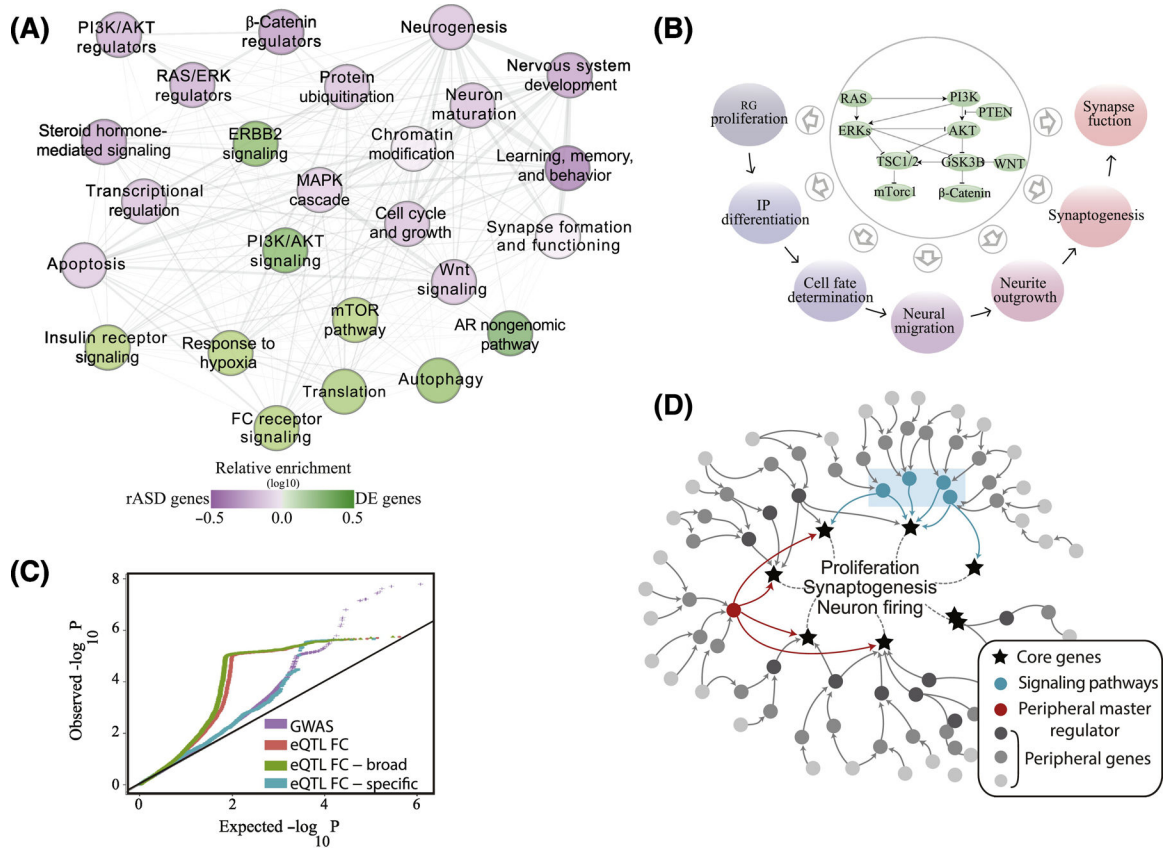 (A)
PI3K/AKT
regulators
β-Catenin
regulators
Neurogenesis
RAS/ERK
regulators
Protein
ubiquitination
Nervous system
development
Neuron
maturation
Steroid hormone-
mediated signaling
ERBB2
signaling
Chromatin
modification
Learning, memory,
and behavior
Transcriptional
regulation
MAPK
cascade
Cell cycle
and growth
Synapse formation
and functioning
PI3K/AKT
signaling
Apoptosis
Wnt
signaling
mTOR
pathway
AR nongenomic
pathway
Insulin receptor
signaling
Response to
hypoxia
Translation
Autophagy
FC receptor
signaling
Relative enrichment
(log10)
rASD genes
DE genes
−0.5
0.0
0.5
(B)
RG
proliferation
IP
differentiation
Cell fate
determination
Neural
migration
Neurite
outgrowth
Synaptogenesis
Synapse
fuction
RAS
PI3K
PTEN
ERKs
AKT
TSC1/2
GSK3B
WNT
mTorc1
β-Catenin
(C)
Observed -log10 P
8
6
4
2
0
GWAS
eQTL FC
eQTL FC – broad
eQTL FC – specific
0
2
4
6
Expected –log10 P
(D)
Proliferation
Synaptogenesis
Neuron firing
Core genes
Signaling pathways
Peripheral master
regulator
Peripheral genes